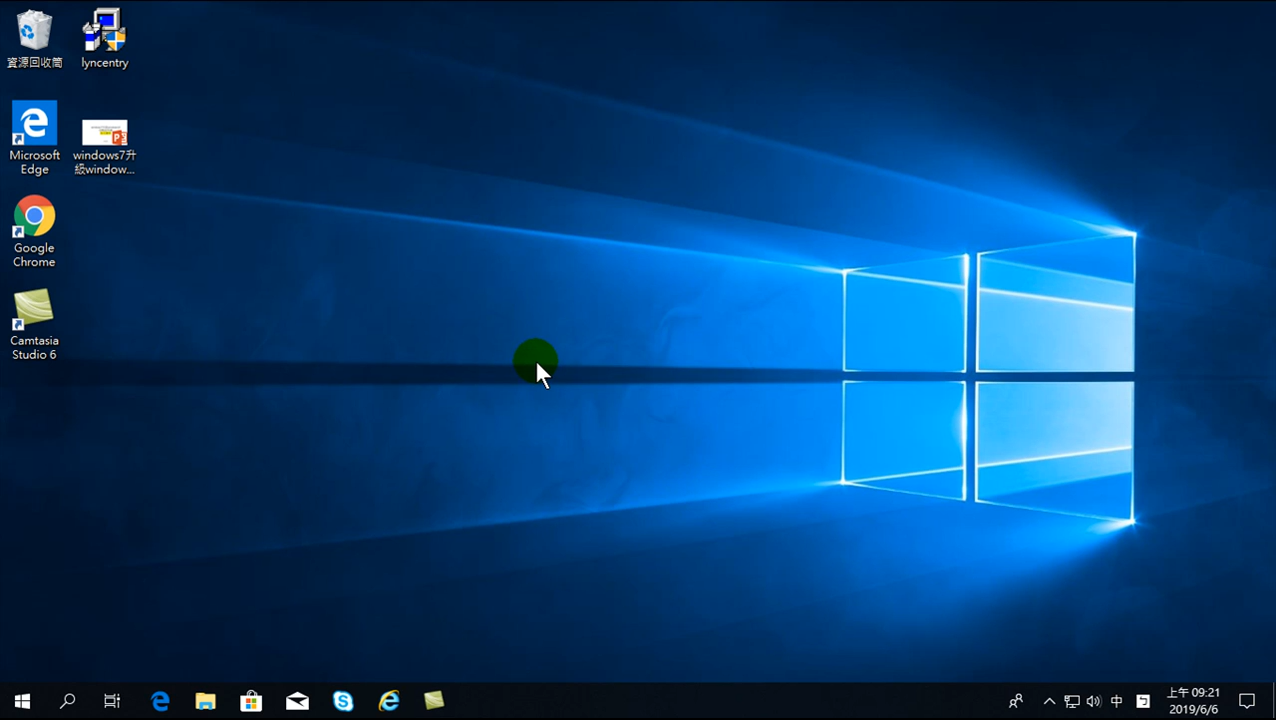 資源回收筒
lyncentry
Microsoft
Edge
windows7升
級window...
Google
Chrome
Camtasia
Studio 6
中
上午 09:21
2019/6/6